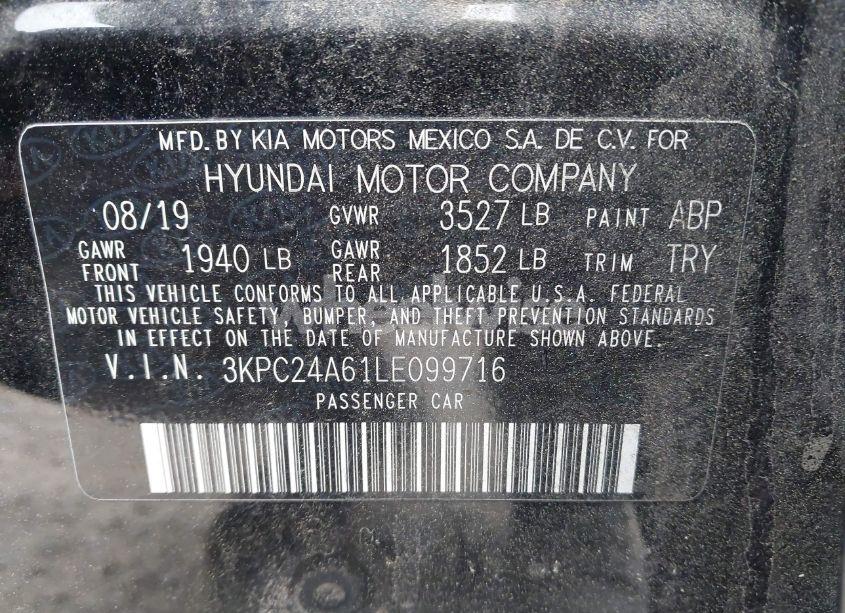 MFD. BY KIA MOTORS MEXICO S.A. DE C.V. FOR
HYUNDAI MOTOR COMPANY
08/19 GVWR 3527 LB PAINT ABP
GAWR FRONT 1940 LB GAWR REAR 1852 LB TRIM TRY
THIS VEHICLE CONFORMS TO ALL APPLICABLE U.S.A. FEDERAL
MOTOR VEHICLE SAFETY, BUMPER, AND THEFT PREVENTION STANDARDS
IN EFFECT ON THE DATE OF MANUFACTURE SHOWN ABOVE.
V.I.N. 3KPC24A61LE099716
PASSENGER CAR